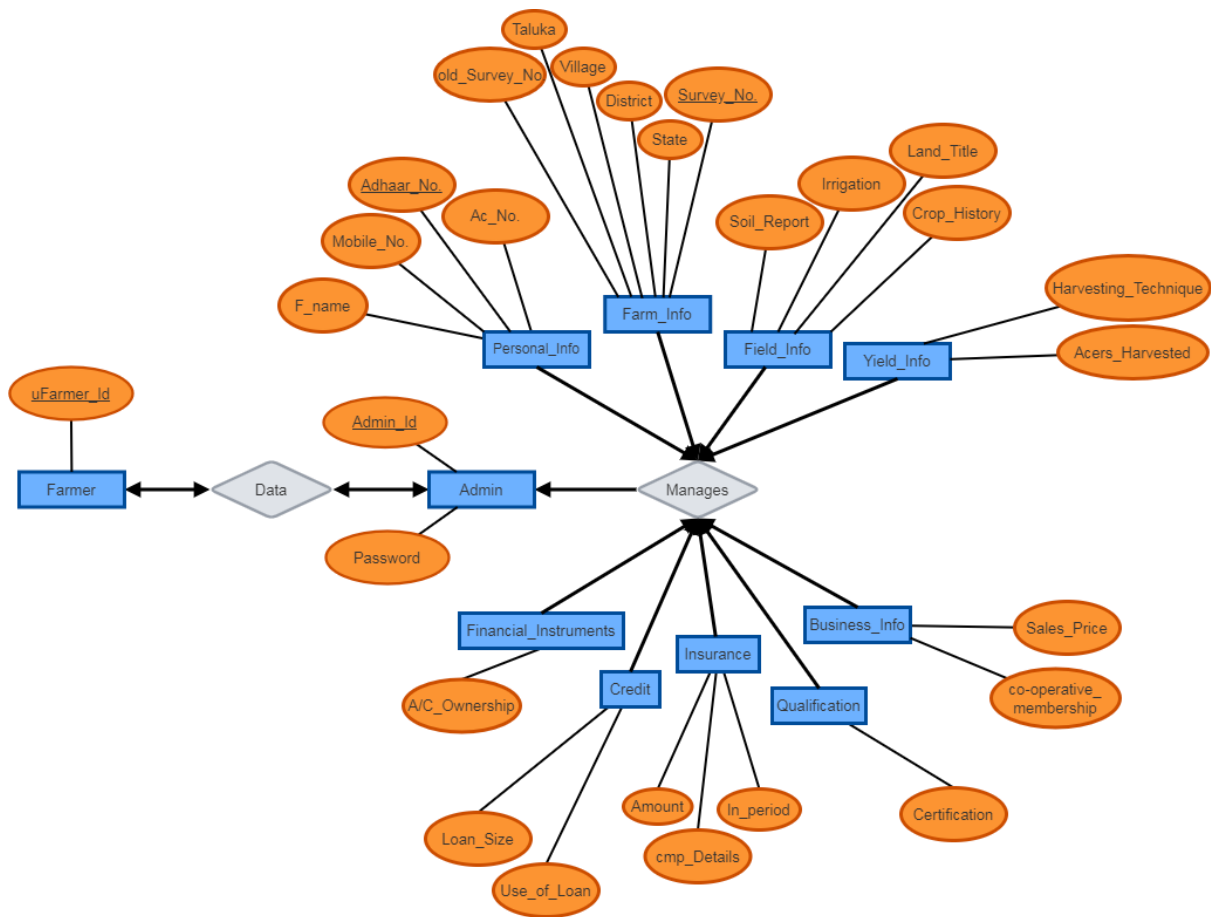 Taluka
old_Survey_No
Village
District
Survey_No.
State
Land_Title
Irrigation
Adhaar_No.
Ac_No.
Soil_Report
Crop_History
Mobile_No.
F_name
Harvesting_Technique
Farm_Info
Personal_Info
Field_Info
Yield_Info
Acers_Harvested
uFarmer_Id
Admin_Id
Farmer
Data
Admin
Manages
Password
Financial_Instruments
Business_Info
Sales_Price
Insurance
Credit
Qualification
A/C_Ownership
co-operative_
membership
Amount
In_period
Certification
Loan_Size
cmp_Details
Use_of_Loan